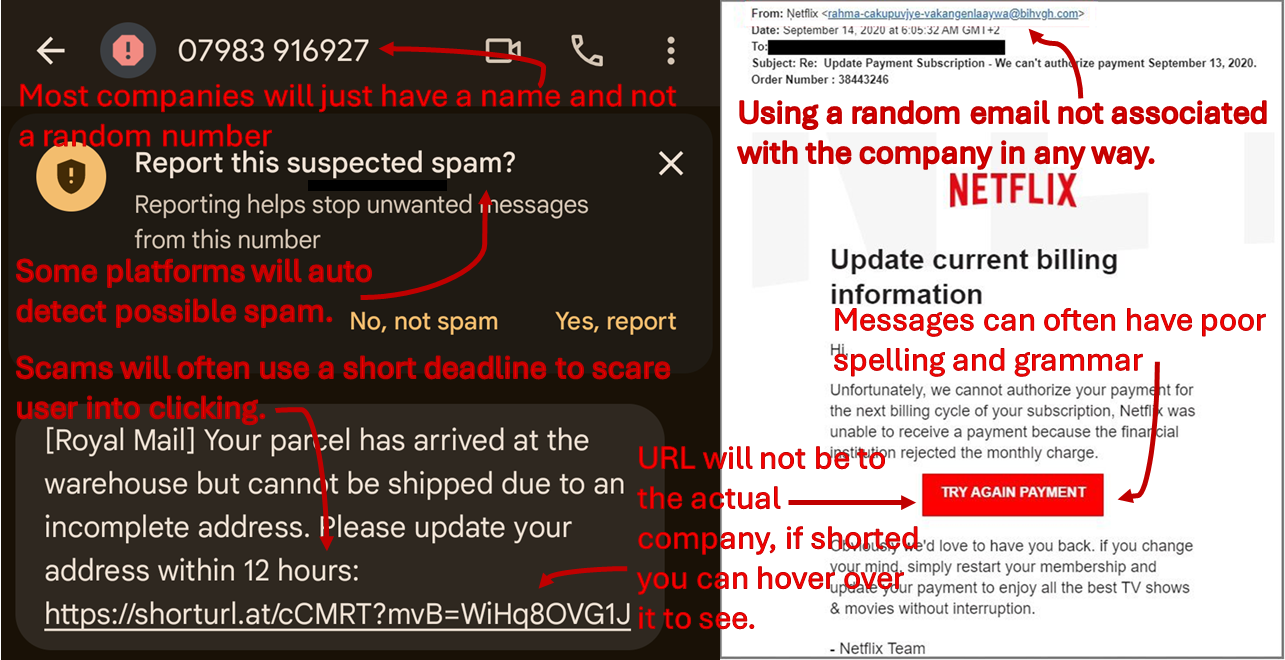 07983 916927
Most companies will just have a name and not
a random number
Report this suspected spam?
Reporting helps stop unwanted messages
from this number
Some platforms will auto
detect possible spam.
No, not spam
Yes, report
Scams will often use a short deadline to scare
user into clicking.
[Royal Mail] Your parcel has arrived at the
warehouse but cannot be shipped due to an
incomplete address. Please update your
address within 12 hours:
https://shorturl.at/cCMRT?mvB=WiHq8OVG1J
From: Netflix <rahma-cakupuvjye-vakangenlaaywa@bihvgh.com>
Date: September 14, 2020 at 6:05:32 AM GMT+2
To:
Subject: Re: Update Payment Subscription - We can't authorize payment September 13, 2020.
Order Number : 38443246
Using a random email not associated
with the company in any way.
NETFLIX
Update current billing
information
Messages can often have poor
spelling and grammar
Hi,
Unfortunately, we cannot authorize your payment for
the next billing cycle of your subscription, Netflix was
unable to receive a payment because the financial
institution rejected the monthly charge.
TRY AGAIN PAYMENT
URL will not be to
the actual
company, if shorted
you can hover over
it to see.
Obviously we'd love to have you back. if you change
your mind, simply restart your membership and
update your payment to enjoy all the best TV shows
& movies without interruption.
- Netflix Team